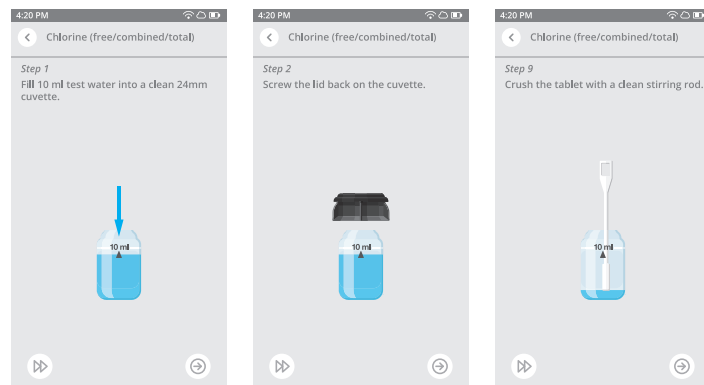 4:20 PM
Chlorine (free/combined/total)
Step 1
Fill 10 ml test water into a clean 24mm
cuvette.
10 ml
4:20 PM
Chlorine (free/combined/total)
Step 2
Screw the lid back on the cuvette.
10 ml
4:20 PM
Chlorine (free/combined/total)
Step 9
Crush the tablet with a clean stirring rod.
10 ml